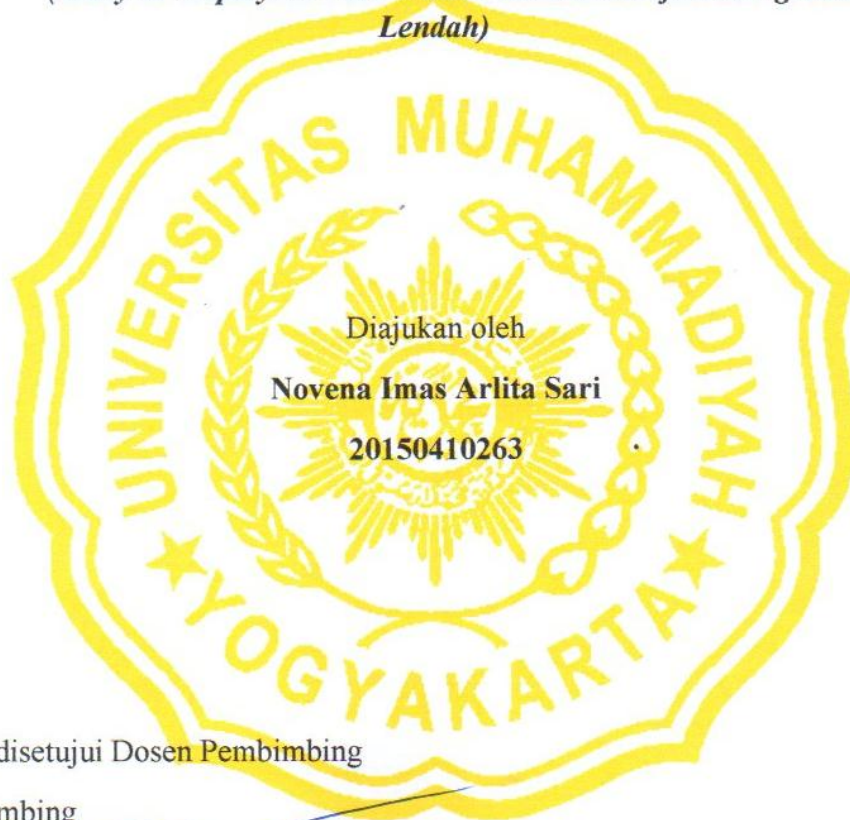 Lendah)
UNIVERSITAS MUHAMMADIYAH
YOGYAKARTA
Diajukan oleh
Novena Imas Arlita Sari
20150410263
disetujui Dosen Pembimbing
mbing